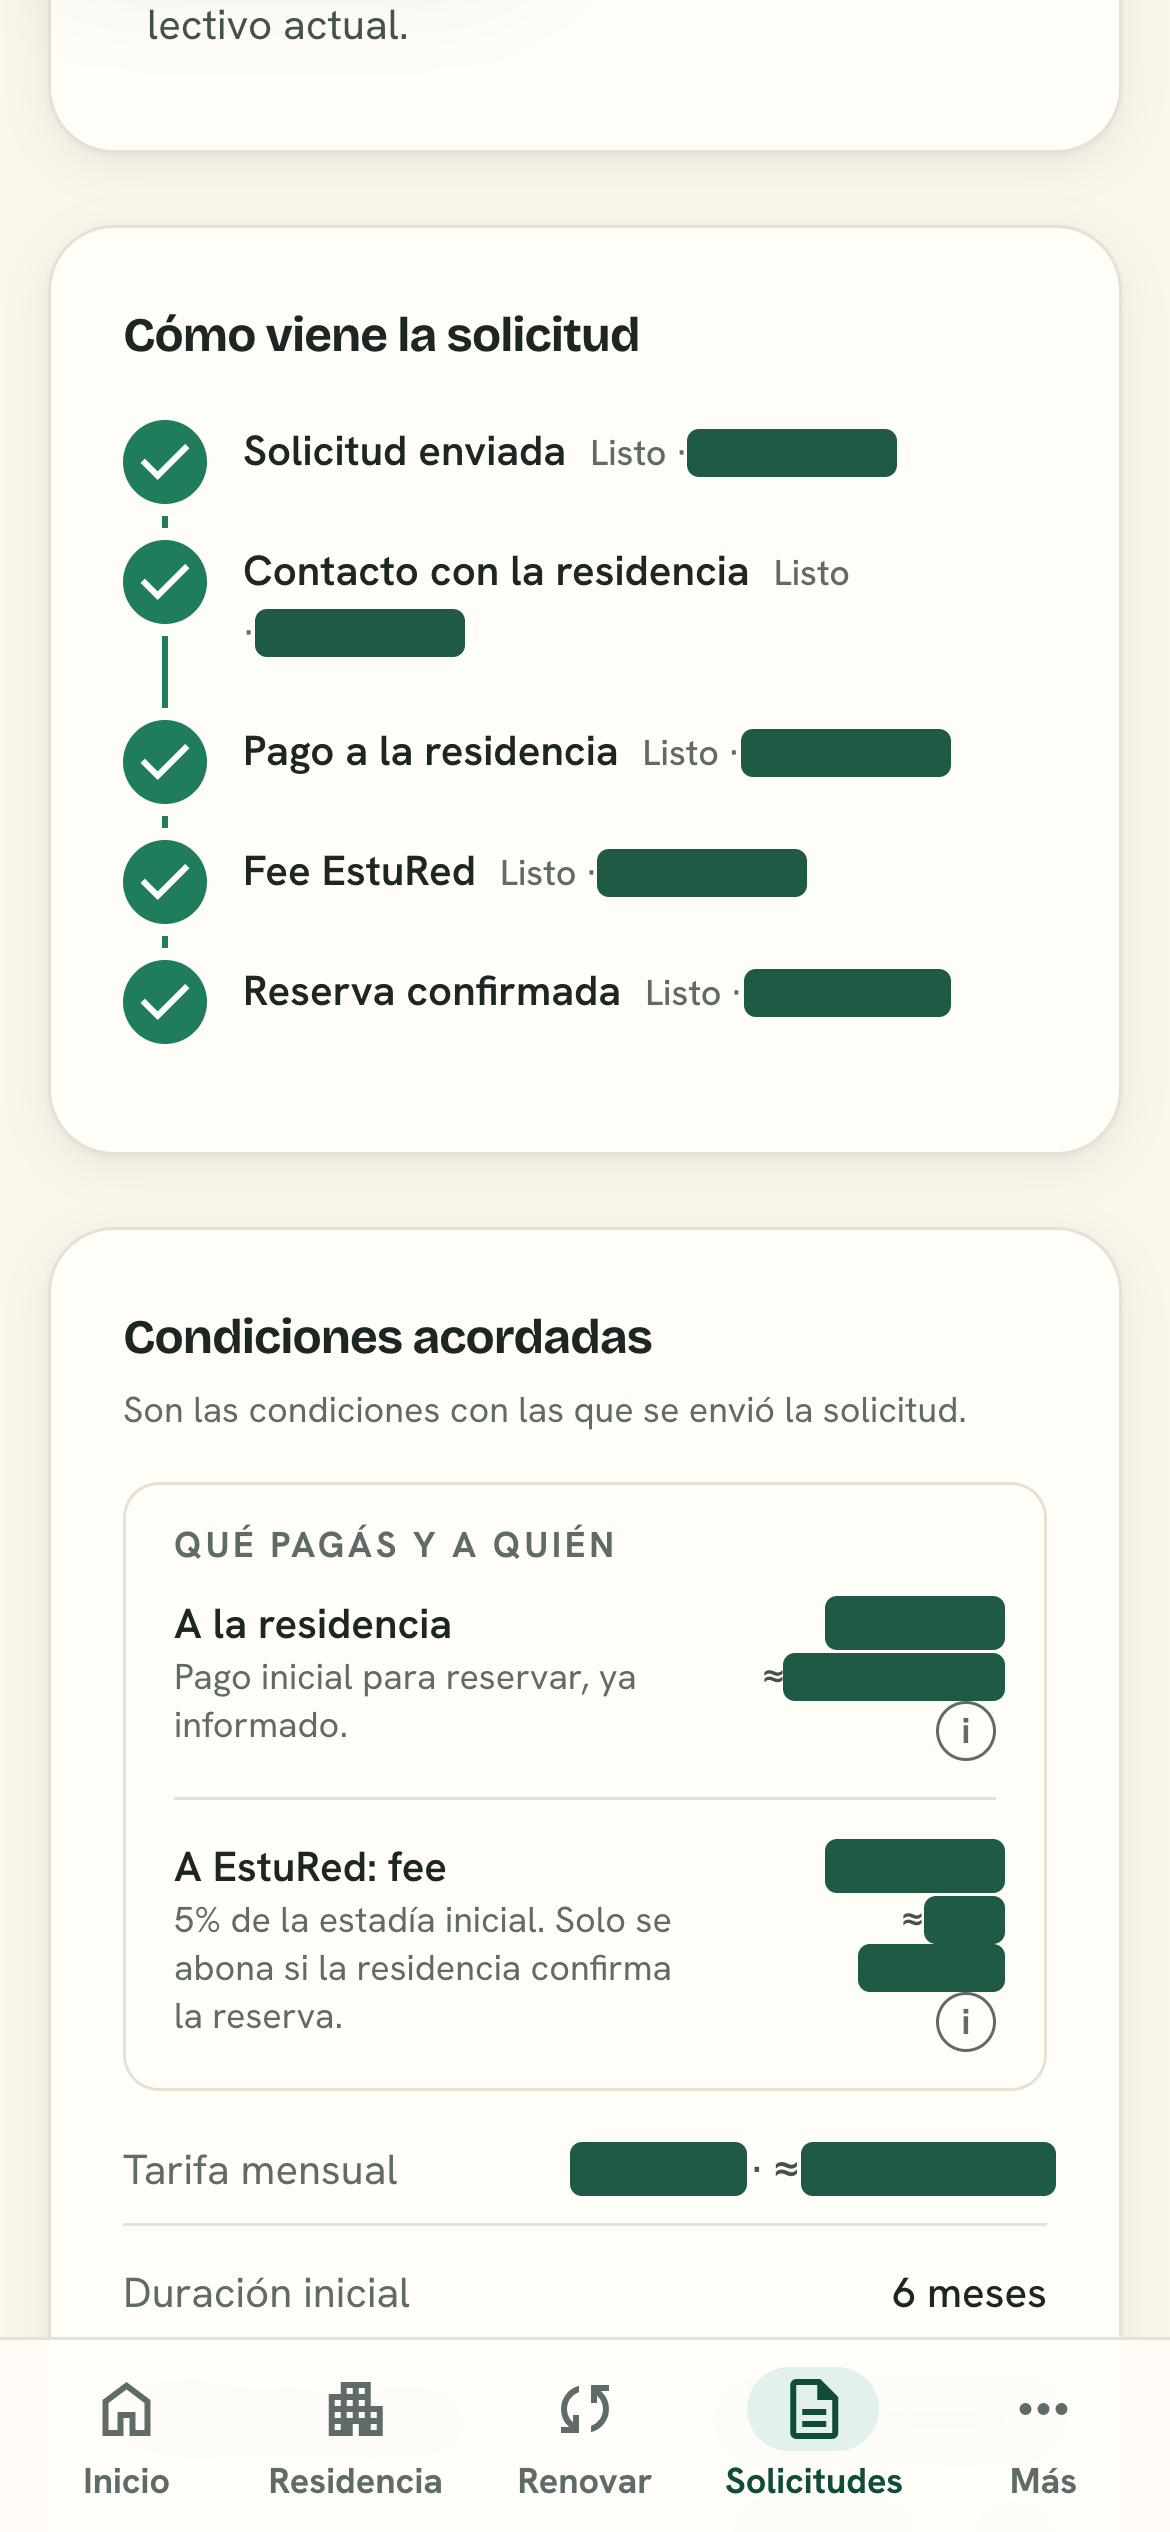 lectivo actual.
Cómo viene la solicitud
Solicitud enviada Listo ·
Contacto con la residencia Listo
·
Pago a la residencia Listo ·
Fee EstuRed Listo ·
Reserva confirmada Listo ·
Condiciones acordadas
Son las condiciones con las que se envió la solicitud.
QUÉ PAGÁS Y A QUIÉN
A la residencia
Pago inicial para reservar, ya ≈
informado.
i
A EstuRed: fee
5% de la estadía inicial. Solo se ≈
abona si la residencia confirma
la reserva.
i
Tarifa mensual · ≈
Duración inicial 6 meses
Inicio Residencia Renovar Solicitudes Más